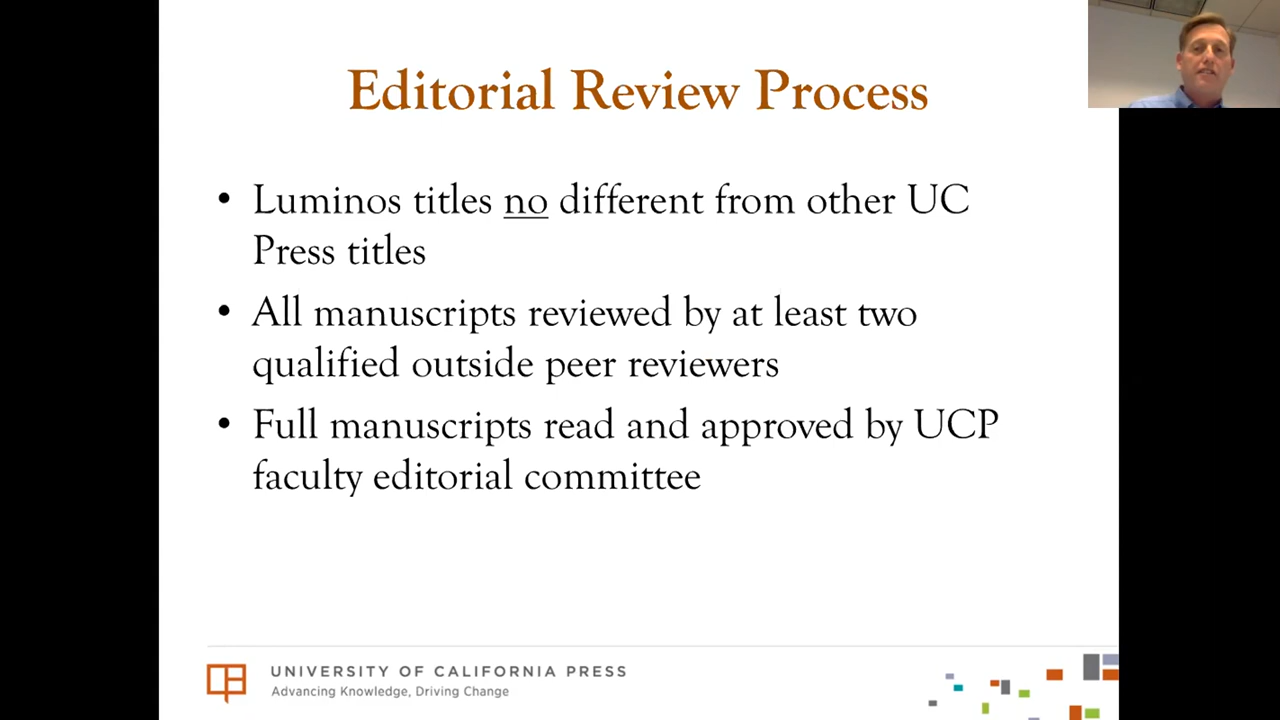 Editorial Review Process
• Luminos titles no different from other UC
Press titles
• All manuscripts reviewed by at least two
qualified outside peer reviewers
• Full manuscripts read and approved by UCP
faculty editorial committee
UNIVERSITY OF CALIFORNIA PRESS
Advancing Knowledge, Driving Change